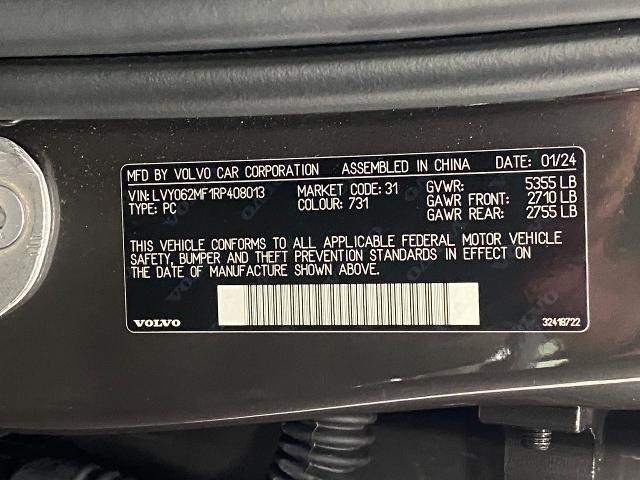 MFD BY VOLVO CAR CORPORATION ASSEMBLED IN CHINA DATE: 01/24
VIN: LVY062MF1RP408013 MARKET CODE: 31 GVWR: 5355 LB
TYPE: PC COLOUR: 731 GAWR FRONT: 2710 LB
GAWR REAR: 2755 LB
THIS VEHICLE CONFORMS TO ALL APPLICABLE FEDERAL MOTOR VEHICLE
SAFETY, BUMPER AND THEFT PREVENTION STANDARDS IN EFFECT ON
THE DATE OF MANUFACTURE SHOWN ABOVE.
VOLVO 32418722